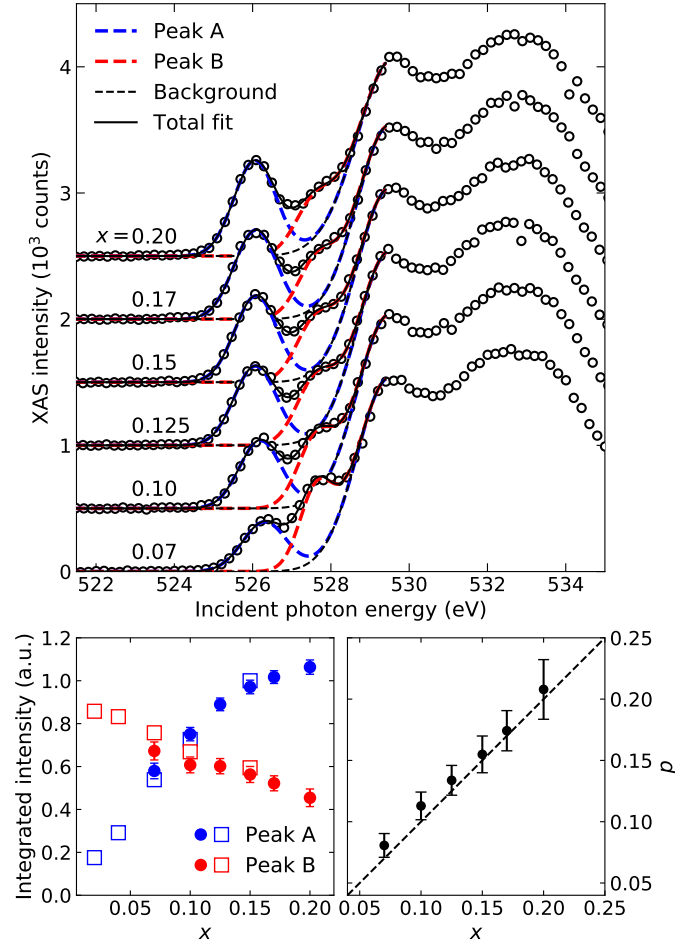 Peak A
Peak B
Background
Total fit
XAS intensity (10³ counts)
4
3
2
1
0
x = 0.20
0.17
0.15
0.125
0.10
0.07
522 524 526 528 530 532 534
Incident photon energy (eV)
Integrated intensity (a.u.)
1.2
1.0
0.8
0.6
0.4
0.2
0.0
Peak A
Peak B
0.05 0.10 0.15 0.20
x
0.25
0.20
0.15
0.10
0.05
p
0.05 0.10 0.15 0.20 0.25
x